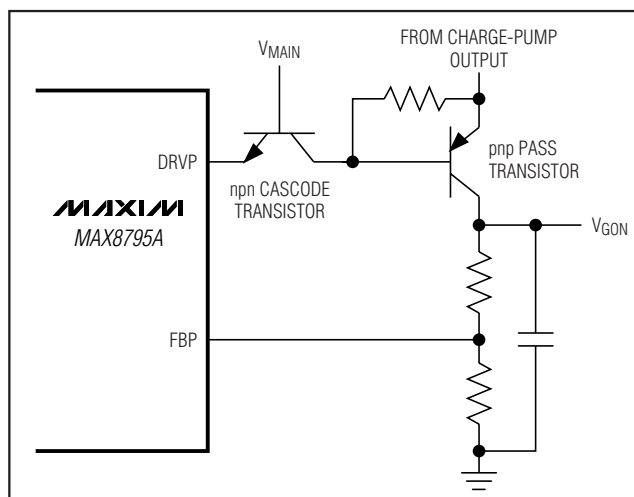 FROM CHARGE-PUMP
OUTPUT
VMAIN
DRVP
npn CASCODE
TRANSISTOR
pnp PASS
TRANSISTOR
MAXIM
MAX8795A
VGON
FBP